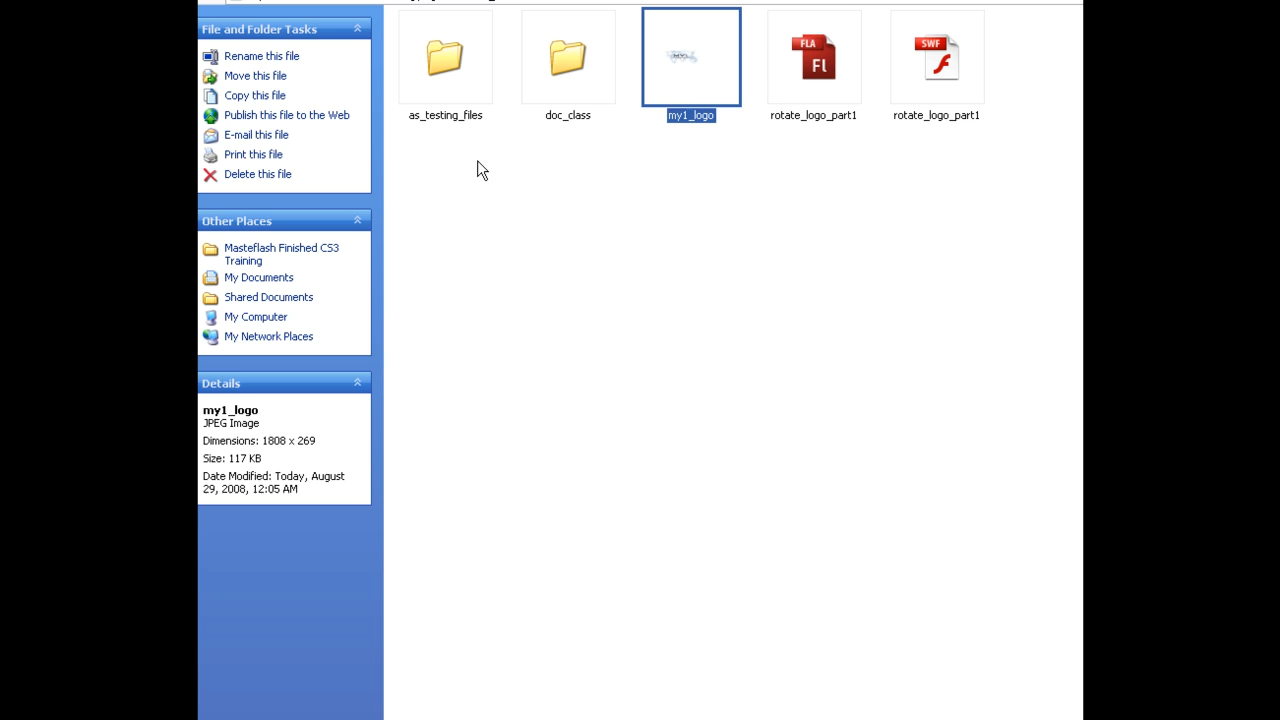 File and Folder Tasks
Rename this file
Move this file
Copy this file
Publish this file to the Web
E-mail this file
Print this file
Delete this file
Other Places
Masteflash Finished CS3
Training
My Documents
Shared Documents
My Computer
My Network Places
Details
my1_logo
JPEG Image
Dimensions: 1808 x 269
Size: 117 KB
Date Modified: Today, August
29, 2008, 12:05 AM
FLA
Fl
SWF
as_testing_files
doc_class
my1_logo
rotate_logo_part1
rotate_logo_part1